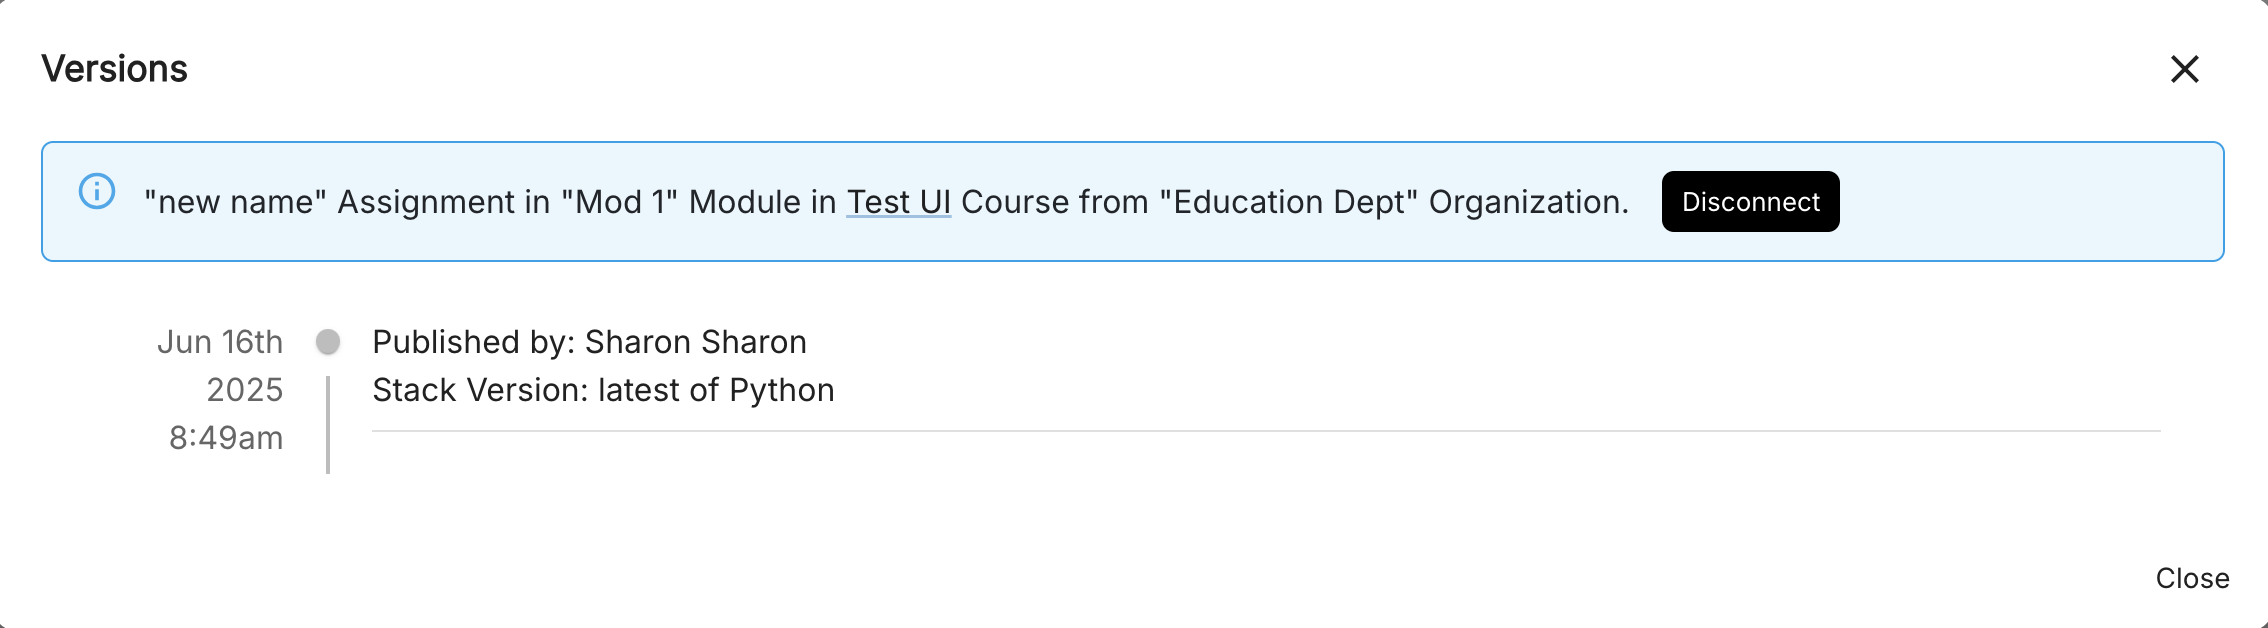 Versions
"new name" Assignment in "Mod 1" Module in Test UI Course from "Education Dept" Organization.
Disconnect
Jun 16th
2025
8:49am
Published by: Sharon Sharon
Stack Version: latest of Python
Close